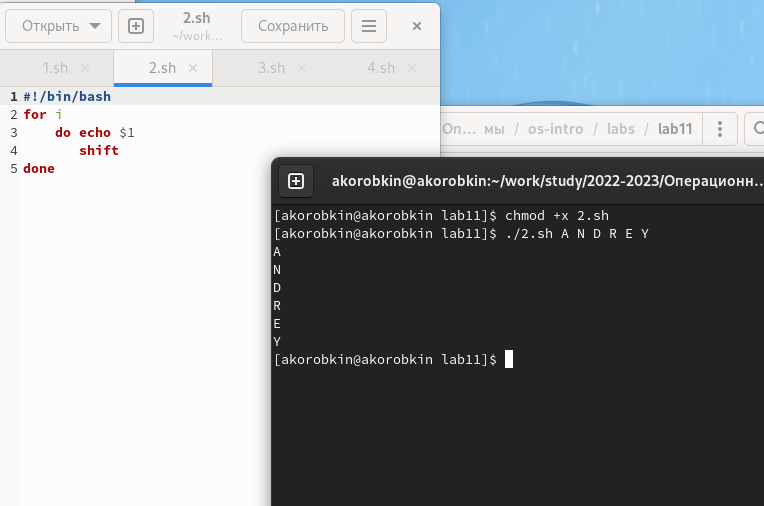 Открыть
2.sh
~/work…
Сохранить
1.sh
2.sh
3.sh
4.sh
1 #!/bin/bash
2 for i
3     do echo $1
4        shift
5 done
Оп… мы / os-intro / labs / lab11
akorobkin@akorobkin:~/work/study/2022-2023/Операционн…
[akorobkin@akorobkin lab11]$ chmod +x 2.sh
[akorobkin@akorobkin lab11]$ ./2.sh A N D R E Y
A
N
D
R
E
Y
[akorobkin@akorobkin lab11]$